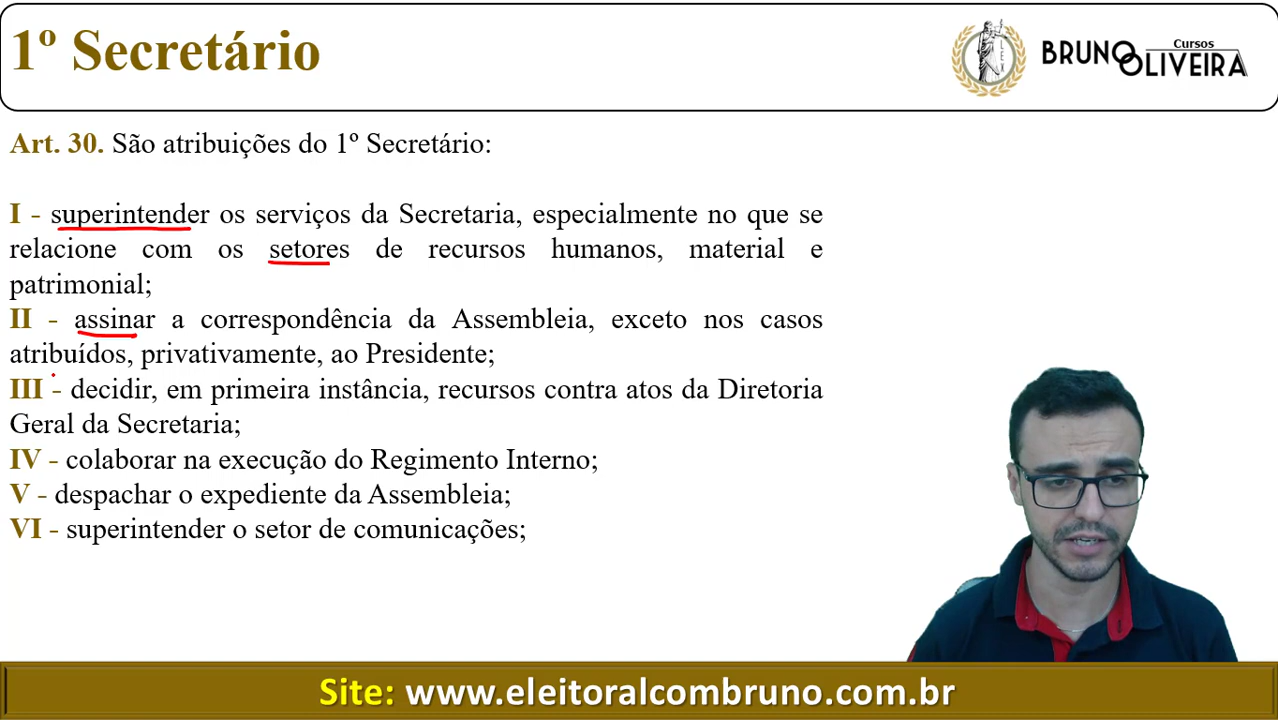 1º Secretário
Cursos
BRUNO
OLIVEIRA
LEX
Art. 30. São atribuições do 1º Secretário:
I - superintender os serviços da Secretaria, especialmente no que se
relacione com os setores de recursos humanos, material e
patrimonial;
II - assinar a correspondência da Assembleia, exceto nos casos
atribuídos, privativamente, ao Presidente;
III - decidir, em primeira instância, recursos contra atos da Diretoria
Geral da Secretaria;
IV - colaborar na execução do Regimento Interno;
V - despachar o expediente da Assembleia;
VI - superintender o setor de comunicações;
Site: www.eleitoralcombruno.com.br